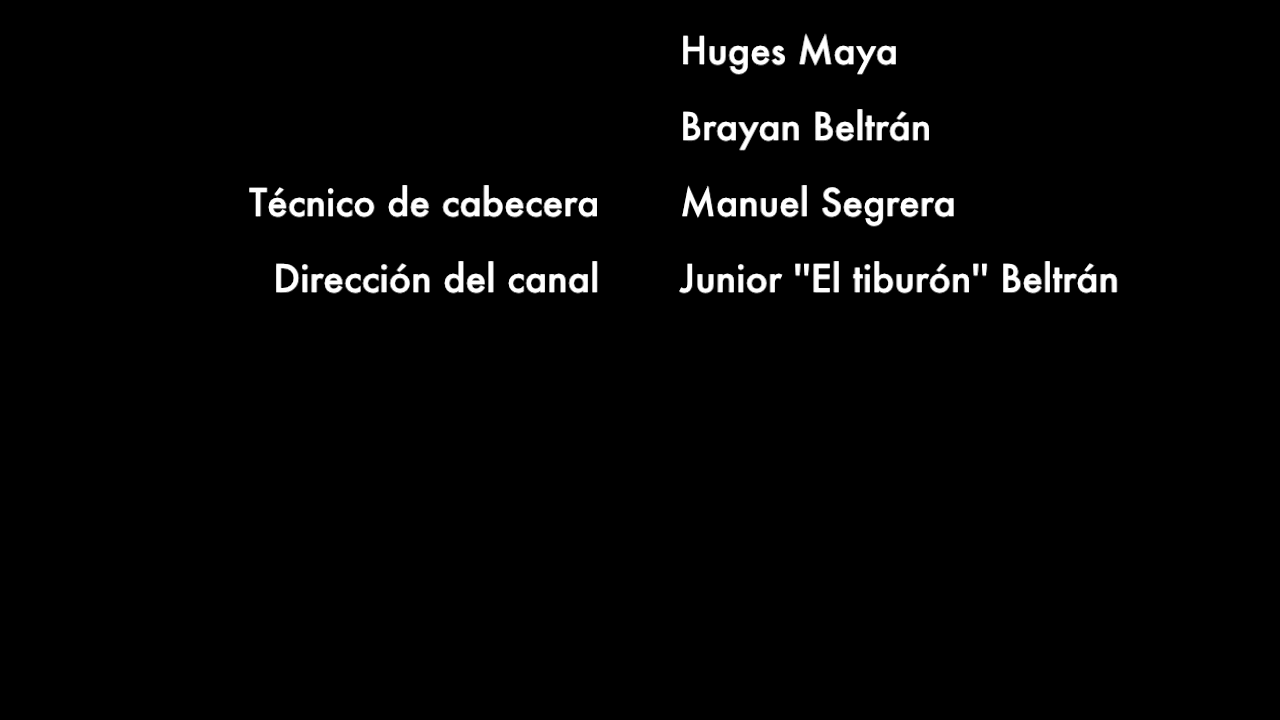 Huges Maya
Brayan Beltrán
Técnico de cabecera Manuel Segrera
Dirección del canal Junior "El tiburón" Beltrán